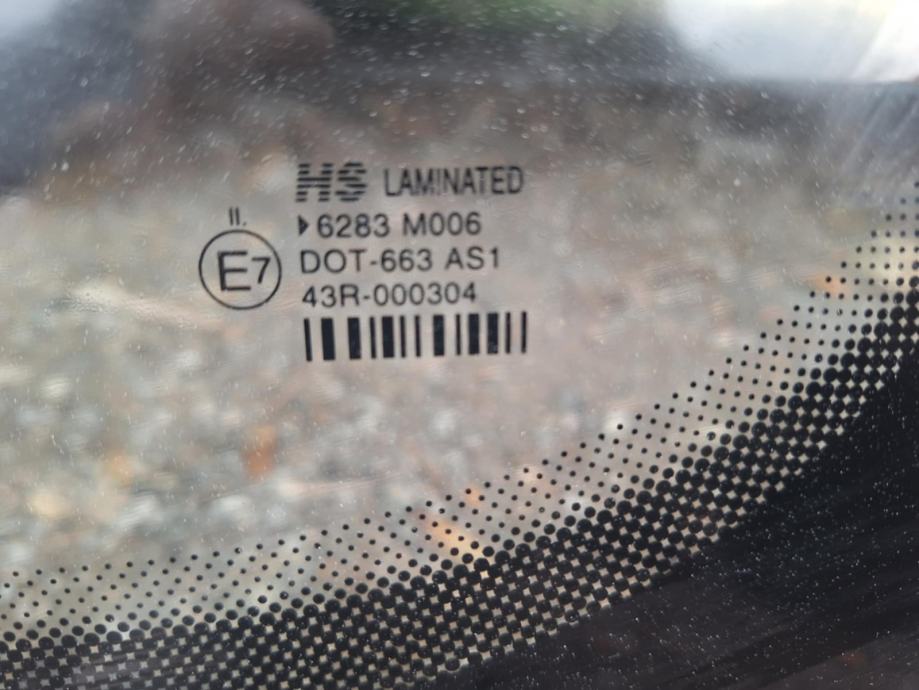 HS LAMINATED
II.
6283 M006
E7
DOT-663 AS1
43R-000304